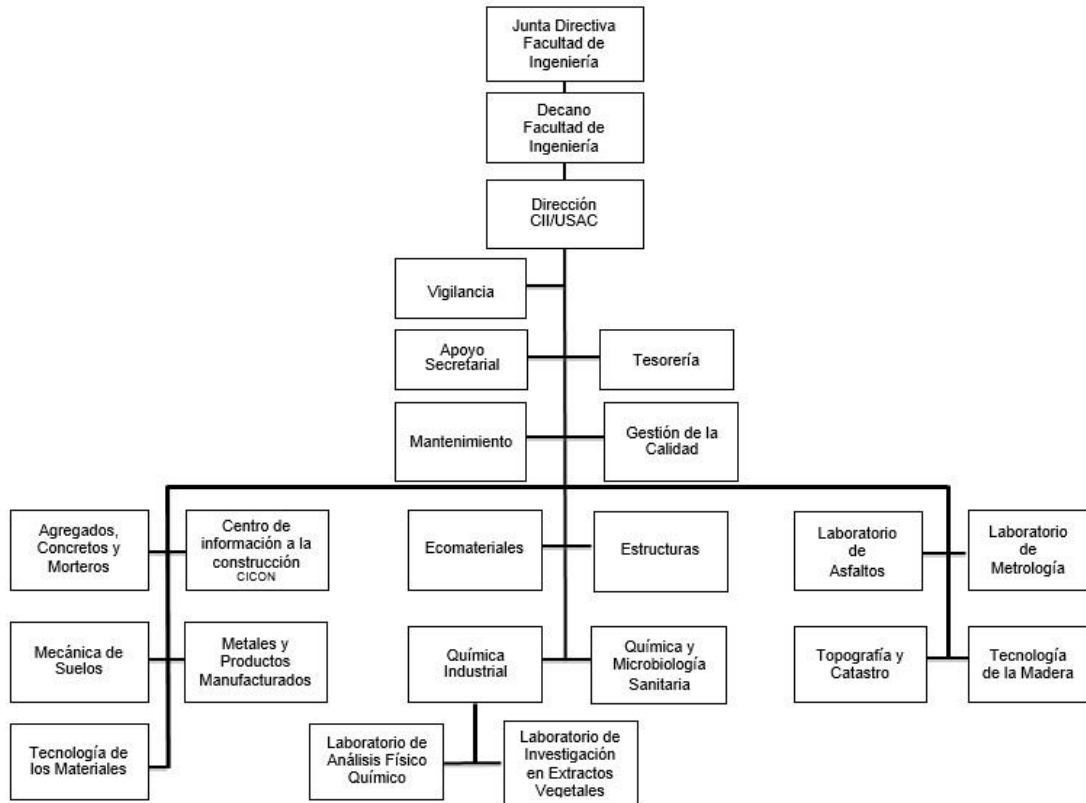 Junta Directiva
Facultad de
Ingeniería
Decano
Facultad de
Ingeniería
Dirección
CII/USAC
Vigilancia
Apoyo
Secretarial
Tesorería
Mantenimiento
Gestión de la
Calidad
Agregados,
Concretos y
Morteros
Centro de
información a la
construcción
CICON
Ecomateriales
Estructuras
Laboratorio
de
Asfaltos
Laboratorio
de
Metrología
Mecánica de
Suelos
Metales y
Productos
Manufacturados
Química
Industrial
Química y
Microbiología
Sanitaria
Topografía y
Catastro
Tecnología
de la Madera
Tecnología de
los Materiales
Laboratorio de
Análisis Físico
Químico
Laboratorio de
Investigación
en Extractos
Vegetales